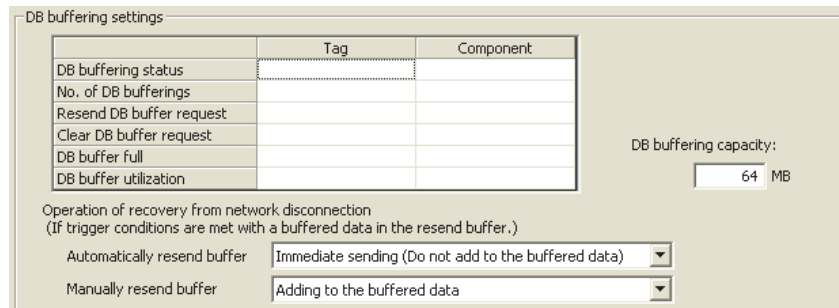 DB buffering settings
Tag Component
DB buffering status
No. of DB bufferings
Resend DB buffer request
Clear DB buffer request
DB buffer full
DB buffer utilization
DB buffering capacity:
64 MB
Operation of recovery from network disconnection
(If trigger conditions are met with a buffered data in the resend buffer.)
Automatically resend buffer Immediate sending (Do not add to the buffered data)
Manually resend buffer Adding to the buffered data